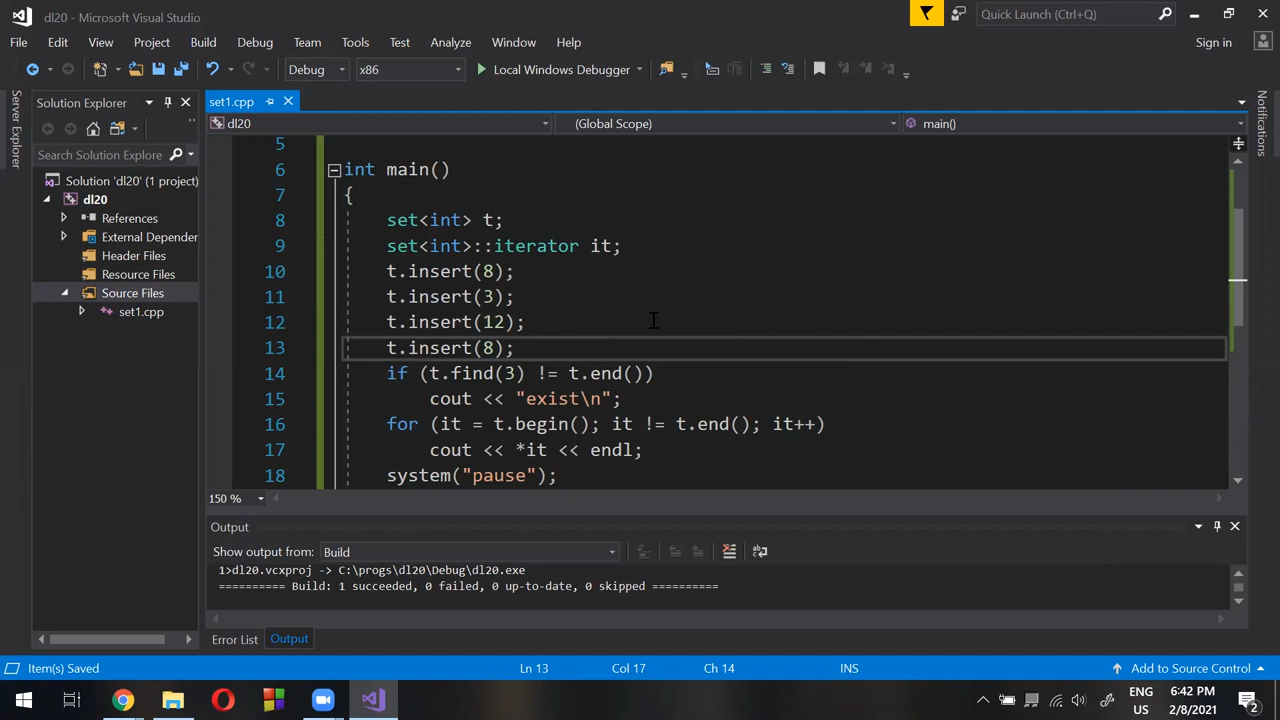 dl20 - Microsoft Visual Studio
Quick Launch (Ctrl+Q)
File Edit View Project Build Debug Team Tools Test Analyze Window Help
Sign in
Debug x86 Local Windows Debugger
Server Explorer
Solution Explorer
set1.cpp
Notifications
dl20 (Global Scope) main()
Search Solution Explorer
Solution 'dl20' (1 project)
dl20
References
External Depender
Header Files
Resource Files
Source Files
set1.cpp
5
6 int main()
7 {
8 set<int> t;
9 set<int>::iterator it;
10 t.insert(8);
11 t.insert(3);
12 t.insert(12);
13 t.insert(8);
14 if (t.find(3) != t.end())
15 cout << "exist\n";
16 for (it = t.begin(); it != t.end(); it++)
17 cout << *it << endl;
18 system("pause");
150 %
Output
Show output from: Build
1>dl20.vcxproj -> C:\progs\dl20\Debug\dl20.exe
========== Build: 1 succeeded, 0 failed, 0 up-to-date, 0 skipped ==========
Error List Output
Item(s) Saved Ln 13 Col 17 Ch 14 INS Add to Source Control
ENG 6:42 PM
US 2/8/2021
2